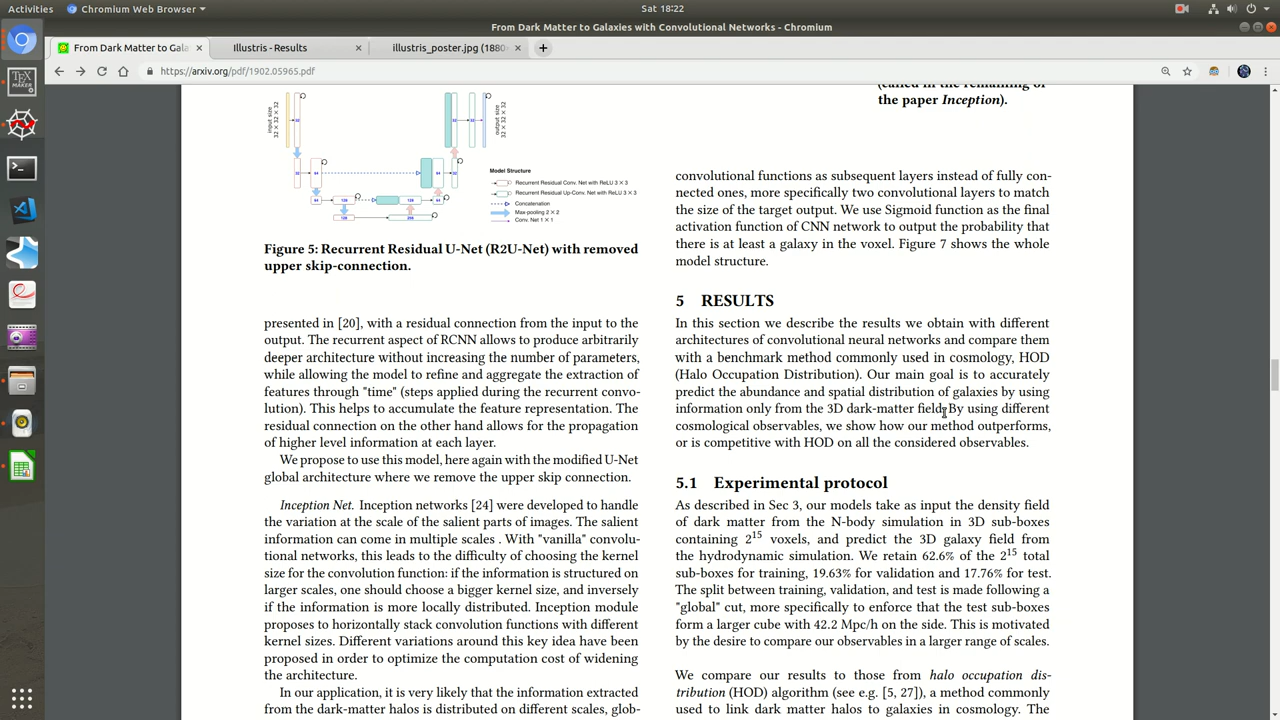 Activities
Chromium Web Browser
Sat 18:22
From Dark Matter to Galaxies with Convolutional Networks - Chromium
From Dark Matter to Gala
Illustris - Results
illustris_poster.jpg (1880
https://arxiv.org/pdf/1902.05965.pdf
input size
32 × 32 × 32
output size
32 × 32 × 32
Model Structure
Recurrent Residual Conv. Net with ReLU 3 × 3
Recurrent Residual Up-Conv. Net with ReLU 3 × 3
Concatenation
Max-pooling 2 × 2
Conv. Net 1 × 1
Figure 5: Recurrent Residual U-Net (R2U-Net) with removed
upper skip-connection.
presented in [20], with a residual connection from the input to the
output. The recurrent aspect of RCNN allows to produce arbitrarily
deeper architecture without increasing the number of parameters,
while allowing the model to refine and aggregate the extraction of
features through "time" (steps applied during the recurrent convo-
lution). This helps to accumulate the feature representation. The
residual connection on the other hand allows for the propagation
of higher level information at each layer.
We propose to use this model, here again with the modified U-Net
global architecture where we remove the upper skip connection.
Inception Net. Inception networks [24] were developed to handle
the variation at the scale of the salient parts of images. The salient
information can come in multiple scales . With "vanilla" convolu-
tional networks, this leads to the difficulty of choosing the kernel
size for the convolution function: if the information is structured on
larger scales, one should choose a bigger kernel size, and inversely
if the information is more locally distributed. Inception module
proposes to horizontally stack convolution functions with different
kernel sizes. Different variations around this key idea have been
proposed in order to optimize the computation cost of widening
the architecture.
In our application, it is very likely that the information extracted
from the dark-matter halos is distributed on different scales, glob-
(called in the remaining of
the paper Inception).
convolutional functions as subsequent layers instead of fully con-
nected ones, more specifically two convolutional layers to match
the size of the target output. We use Sigmoid function as the final
activation function of CNN network to output the probability that
there is at least a galaxy in the voxel. Figure 7 shows the whole
model structure.
5 RESULTS
In this section we describe the results we obtain with different
architectures of convolutional neural networks and compare them
with a benchmark method commonly used in cosmology, HOD
(Halo Occupation Distribution). Our main goal is to accurately
predict the abundance and spatial distribution of galaxies by using
information only from the 3D dark-matter field. By using different
cosmological observables, we show how our method outperforms,
or is competitive with HOD on all the considered observables.
5.1 Experimental protocol
As described in Sec 3, our models take as input the density field
of dark matter from the N-body simulation in 3D sub-boxes
containing 2¹⁵ voxels, and predict the 3D galaxy field from
the hydrodynamic simulation. We retain 62.6% of the 2¹⁵ total
sub-boxes for training, 19.63% for validation and 17.76% for test.
The split between training, validation, and test is made following a
"global" cut, more specifically to enforce that the test sub-boxes
form a larger cube with 42.2 Mpc/h on the side. This is motivated
by the desire to compare our observables in a larger range of scales.
We compare our results to those from halo occupation dis-
tribution (HOD) algorithm (see e.g. [5, 27]), a method commonly
used to link dark matter halos to galaxies in cosmology. The